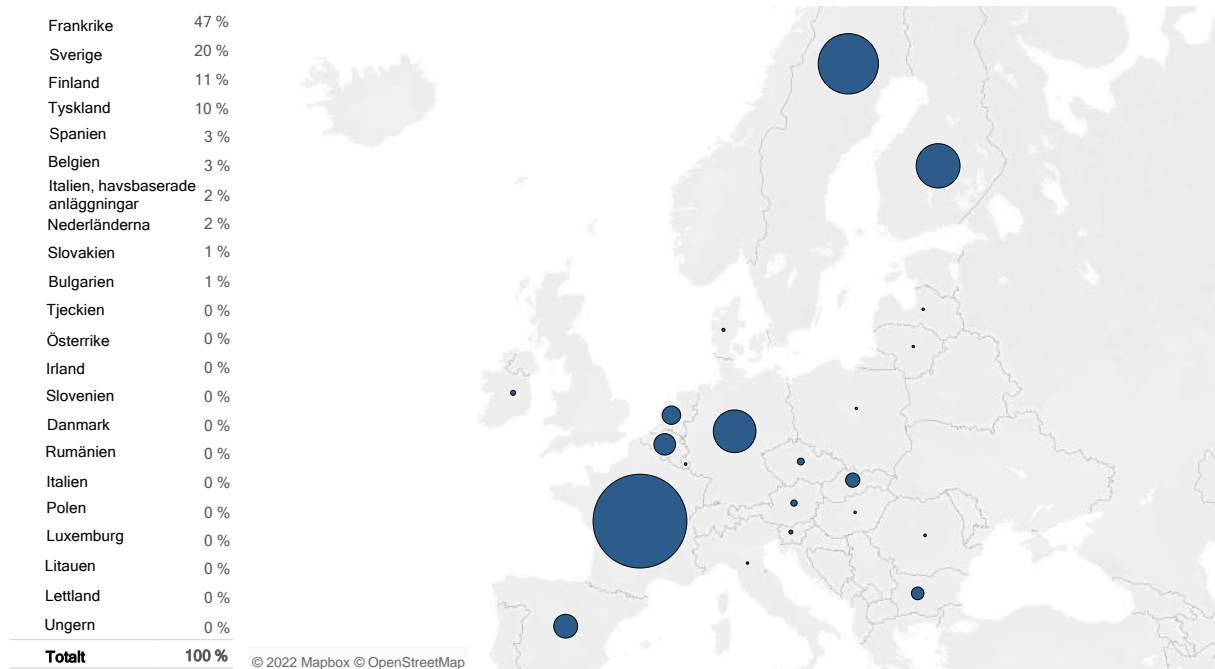 Frankrike 47 %
Sverige 20 %
Finland 11 %
Tyskland 10 %
Spanien 3 %
Belgien 3 %
Italien, havsbaserade
anläggningar 2 %
Nederländerna 2 %
Slovakien 1 %
Bulgarien 1 %
Tjeckien 0 %
Österrike 0 %
Irland 0 %
Slovenien 0 %
Danmark 0 %
Rumänien 0 %
Italien 0 %
Polen 0 %
Luxemburg 0 %
Litauen 0 %
Lettland 0 %
Ungern 0 %
Totalt 100 %
© 2022 Mapbox © OpenStreetMap